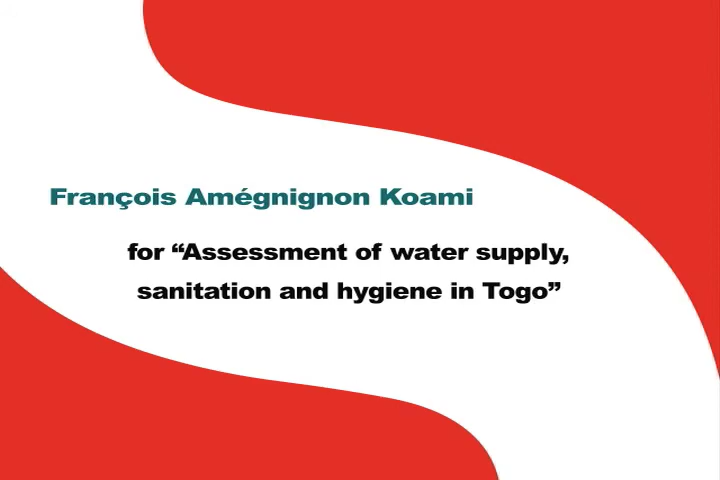 François Amégnignon Koami
for “Assessment of water supply,
sanitation and hygiene in Togo”